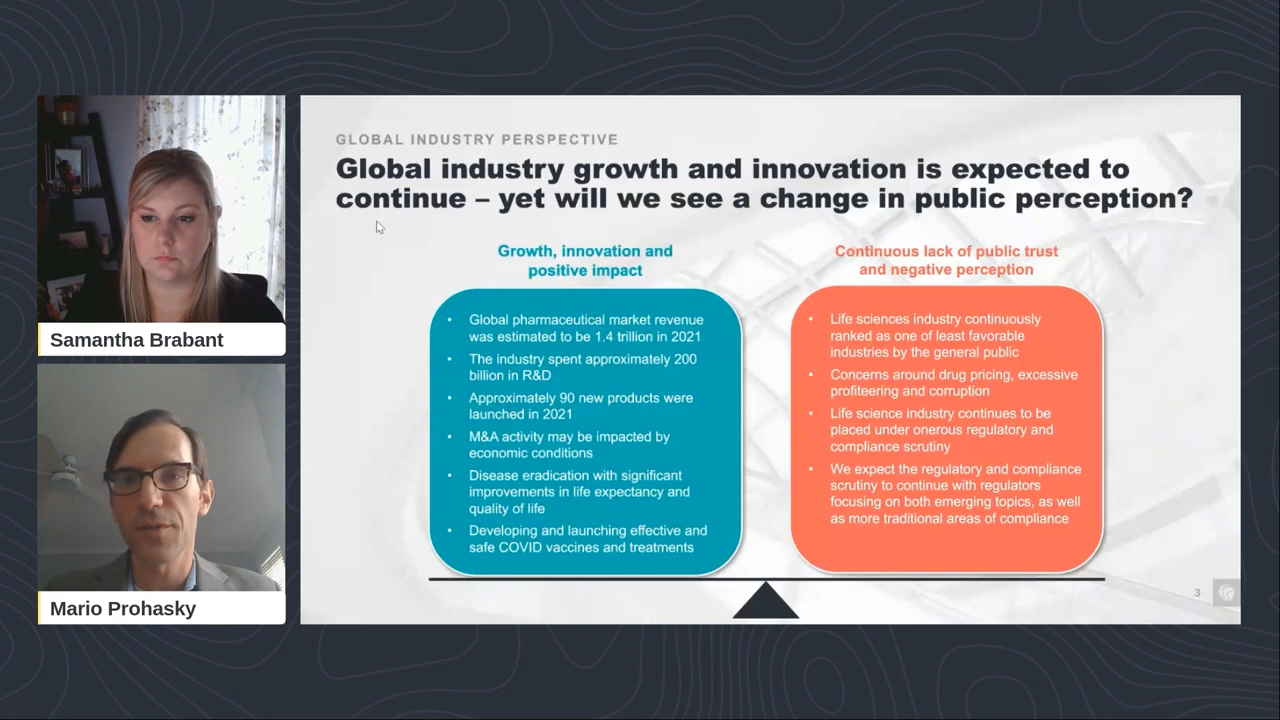 GLOBAL INDUSTRY PERSPECTIVE
Global industry growth and innovation is expected to
continue – yet will we see a change in public perception?
Growth, innovation and
positive impact
• Global pharmaceutical market revenue
was estimated to be 1.4 trillion in 2021
• The industry spent approximately 200
billion in R&D
• Approximately 90 new products were
launched in 2021
• M&A activity may be impacted by
economic conditions
• Disease eradication with significant
improvements in life expectancy and
quality of life
• Developing and launching effective and
safe COVID vaccines and treatments
Continuous lack of public trust
and negative perception
• Life sciences industry continuously
ranked as one of least favorable
industries by the general public
• Concerns around drug pricing, excessive
profiteering and corruption
• Life science industry continues to be
placed under onerous regulatory and
compliance scrutiny
• We expect the regulatory and compliance
scrutiny to continue with regulators
focusing on both emerging topics, as well
as more traditional areas of compliance
3
Samantha Brabant
Mario Prohasky